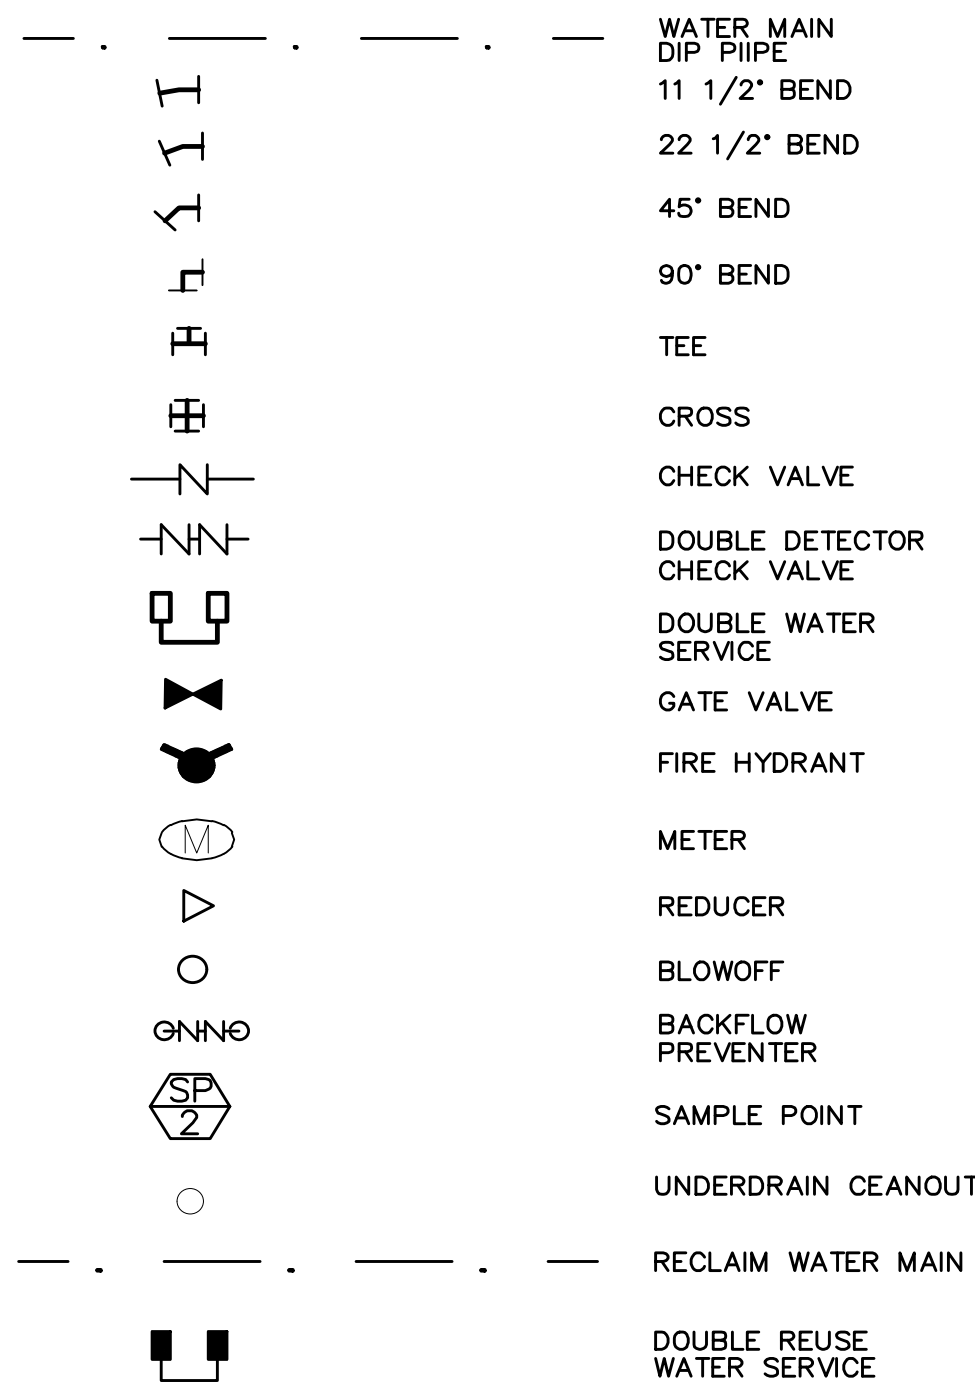 WATER MAIN
DIP PIIPE
11 1/2° BEND
22 1/2° BEND
45° BEND
90° BEND
TEE
CROSS
CHECK VALVE
DOUBLE DETECTOR
CHECK VALVE
DOUBLE WATER
SERVICE
GATE VALVE
FIRE HYDRANT
M
METER
REDUCER
BLOWOFF
BACKFLOW
PREVENTER
SP
2
SAMPLE POINT
UNDERDRAIN CEANOUT
RECLAIM WATER MAIN
DOUBLE REUSE
WATER SERVICE